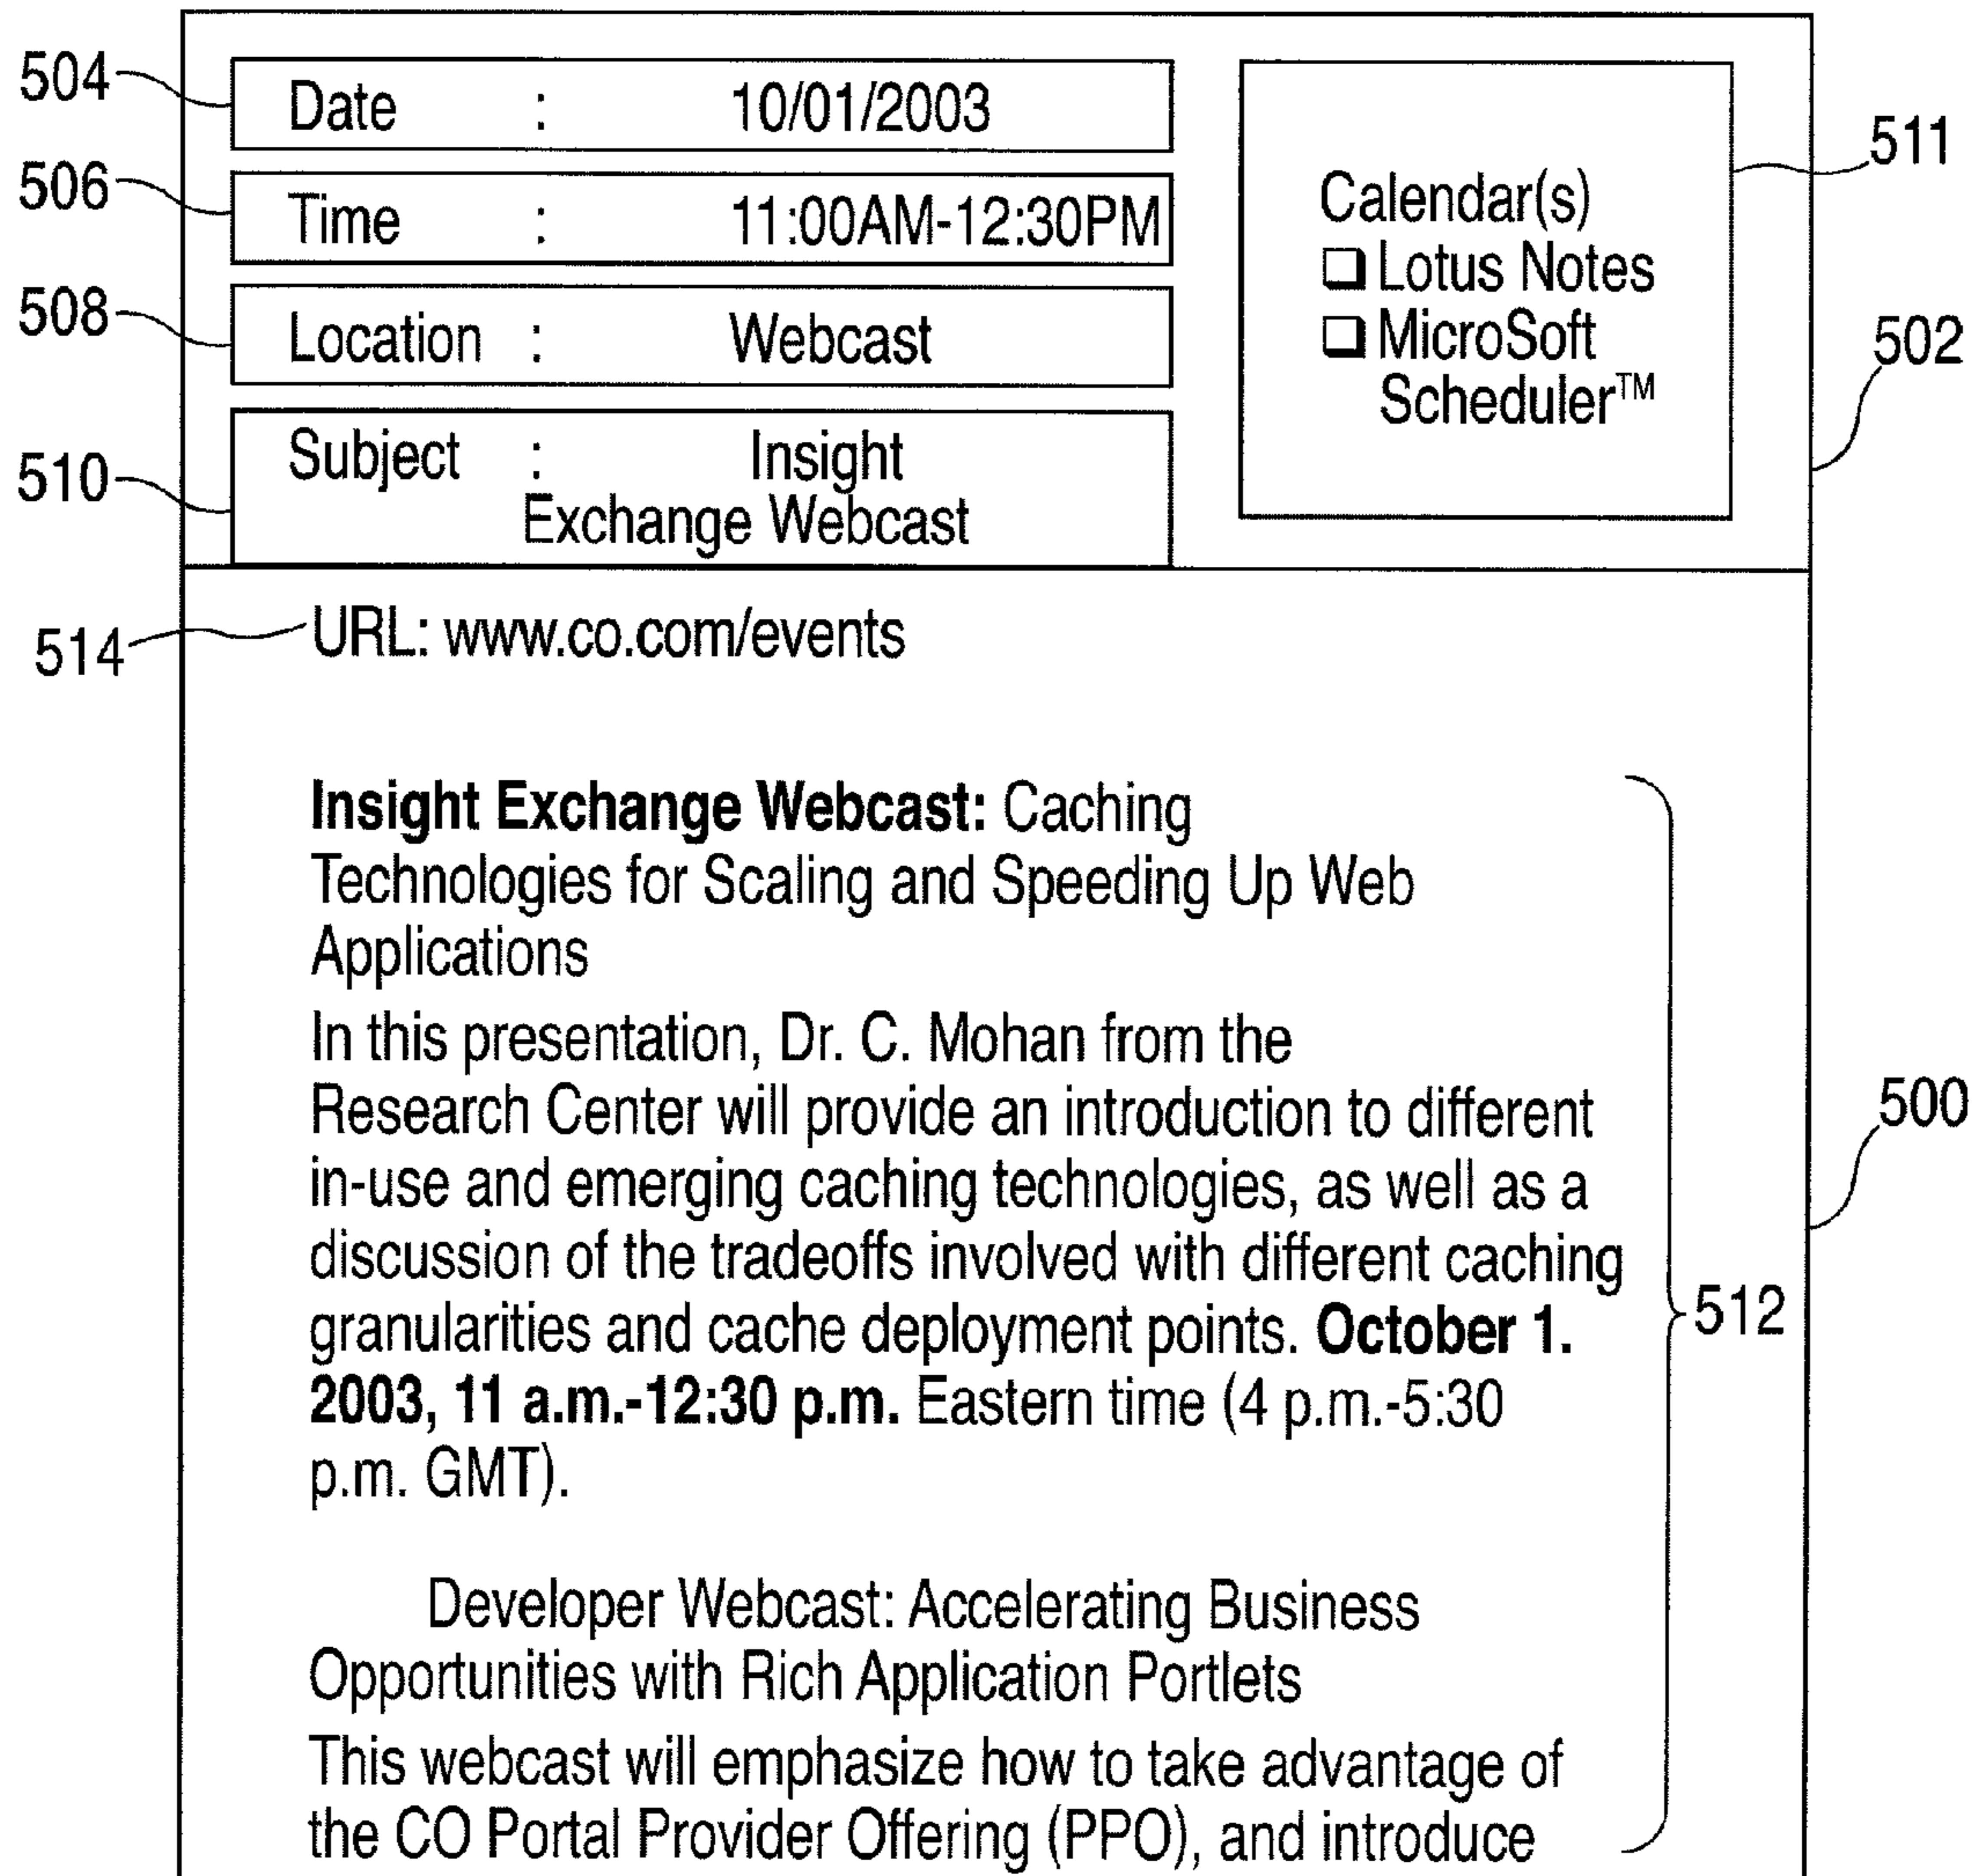 504
Date : 10/01/2003
506
Time : 11:00AM-12:30PM
508
Location : Webcast
510
Subject : Insight
Exchange Webcast
Calendar(s)
❑ Lotus Notes
❑ MicroSoft
Scheduler™
511
502
514
URL: www.co.com/events
Insight Exchange Webcast: Caching
Technologies for Scaling and Speeding Up Web
Applications
In this presentation, Dr. C. Mohan from the
Research Center will provide an introduction to different
in-use and emerging caching technologies, as well as a
discussion of the tradeoffs involved with different caching
granularities and cache deployment points. October 1.
2003, 11 a.m.-12:30 p.m. Eastern time (4 p.m.-5:30
p.m. GMT).
Developer Webcast: Accelerating Business
Opportunities with Rich Application Portlets
This webcast will emphasize how to take advantage of
the CO Portal Provider Offering (PPO), and introduce
500
512